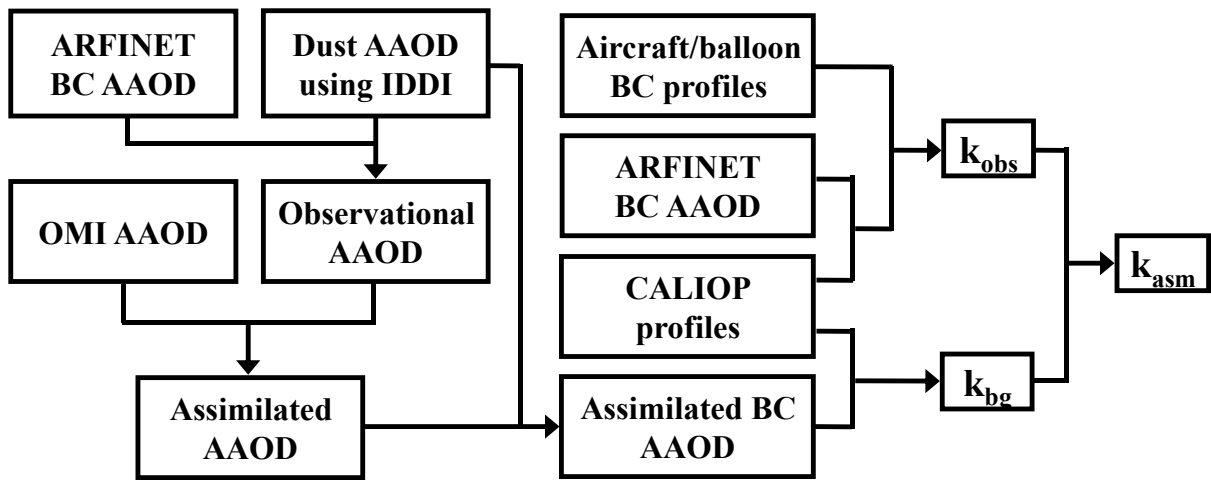 ARFINET
BC AAOD
Dust AAOD
using IDDI
OMI AAOD
Observational
AAOD
Assimilated
AAOD
Aircraft/balloon
BC profiles
ARFINET
BC AAOD
CALIOP
profiles
Assimilated BC
AAOD
k_obs
k_bg
k_asm